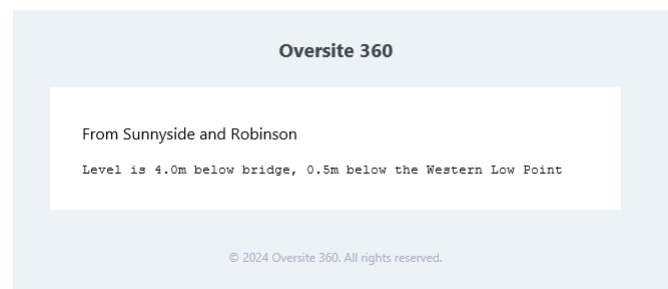 Oversite 360
From Sunnyside and Robinson
Level is 4.0m below bridge, 0.5m below the Western Low Point
© 2024 Oversite 360. All rights reserved.